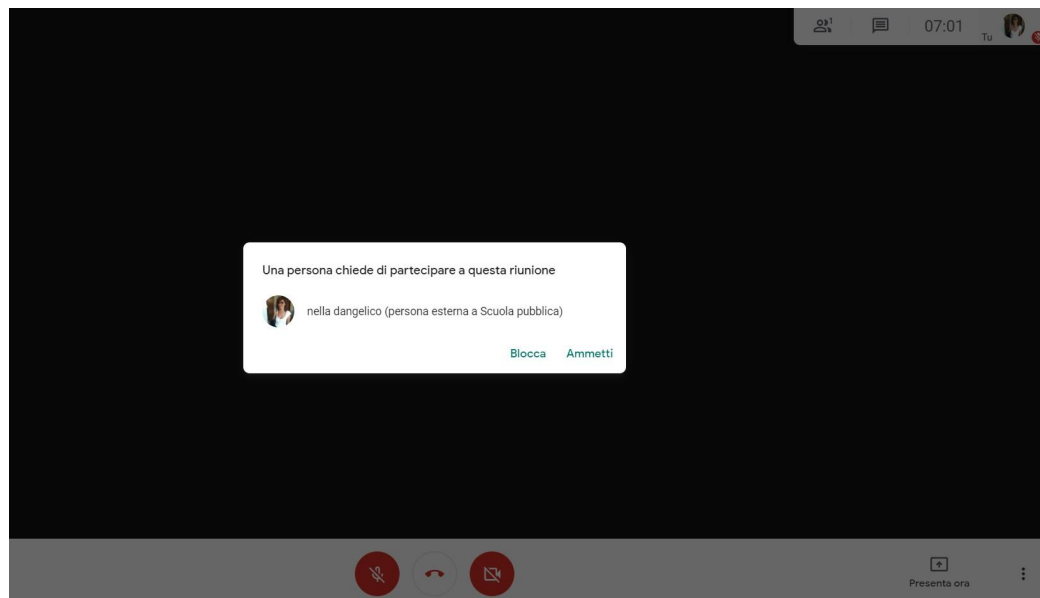 1
07:01
Tu
Una persona chiede di partecipare a questa riunione
nella dangelico (persona esterna a Scuola pubblica)
Blocca Ammetti
Presenta ora